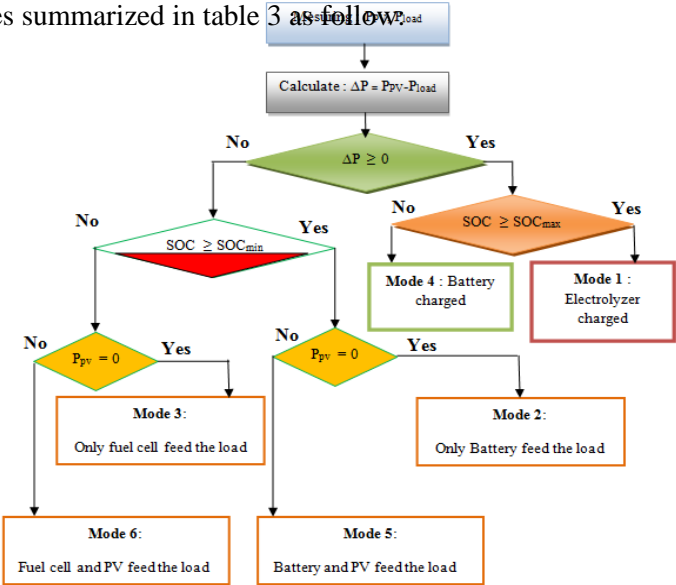 es summarized in table 3 as follow:
Mesuring : PPV, Pload
Calculate : ΔP = PPV-Pload
No
Yes
ΔP ≥ 0
No
Yes
No
Yes
SOC ≥ SOCmax
SOC ≥ SOCmin
Mode 4 : Battery
charged
Mode 1 :
Electrolyzer
charged
No
Yes
No
Yes
Ppv = 0
Ppv = 0
Mode 3:
Only fuel cell feed the load
Mode 2:
Only Battery feed the load
Mode 6:
Fuel cell and PV feed the load
Mode 5:
Battery and PV feed the load